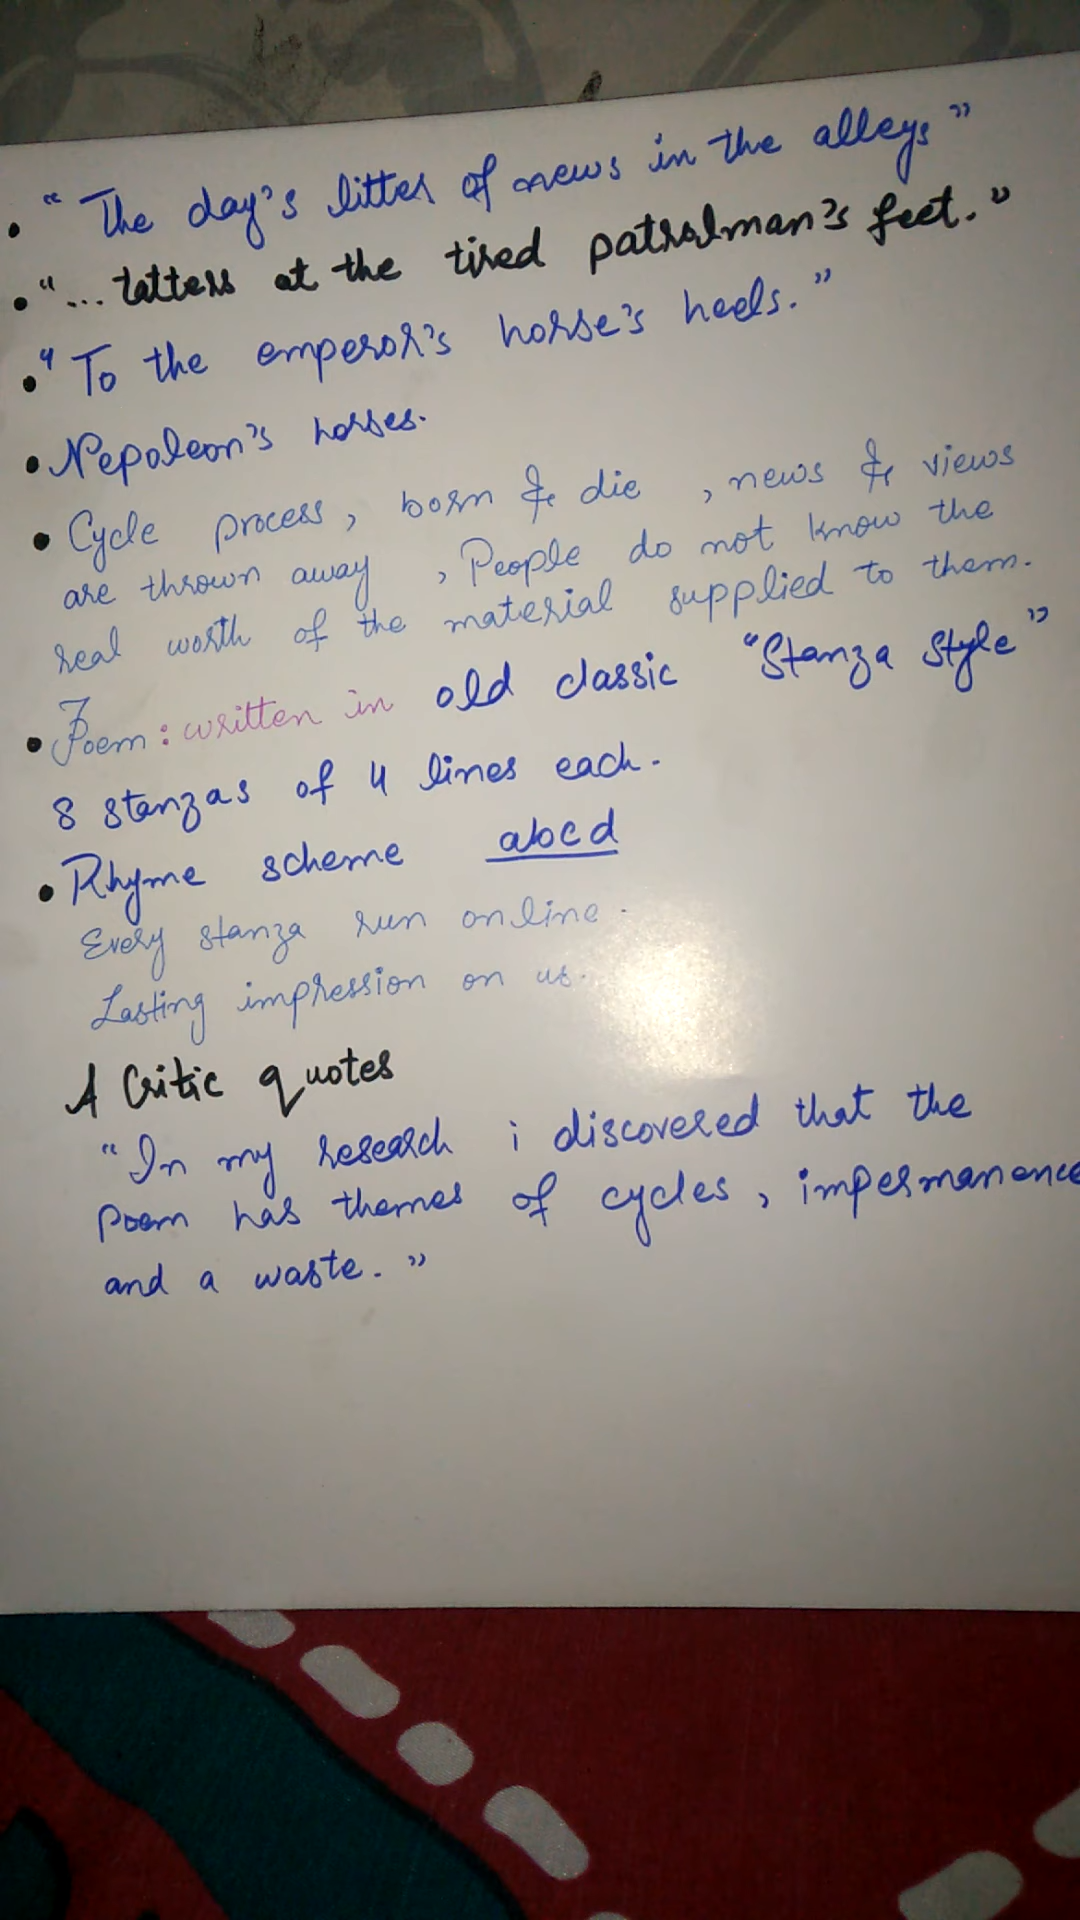 • "The day's litter of news in the alleys"
• "... tatters at the tired patrolman's feet."
• "To the emperor's horse's heels."
• Nepoleon's horses.
• Cycle process, born & die , news & views
are thrown away , People do not know the
real worth of the material supplied to them.
• Poem : written in old classic "Stanza Style"
8 stanzas of 4 lines each.
• Rhyme scheme abcd
Every stanza run on line.
Lasting impression on us.
A Critic quotes
"In my research i discovered that the
Poem has themes of cycles, impermanence
and a waste."